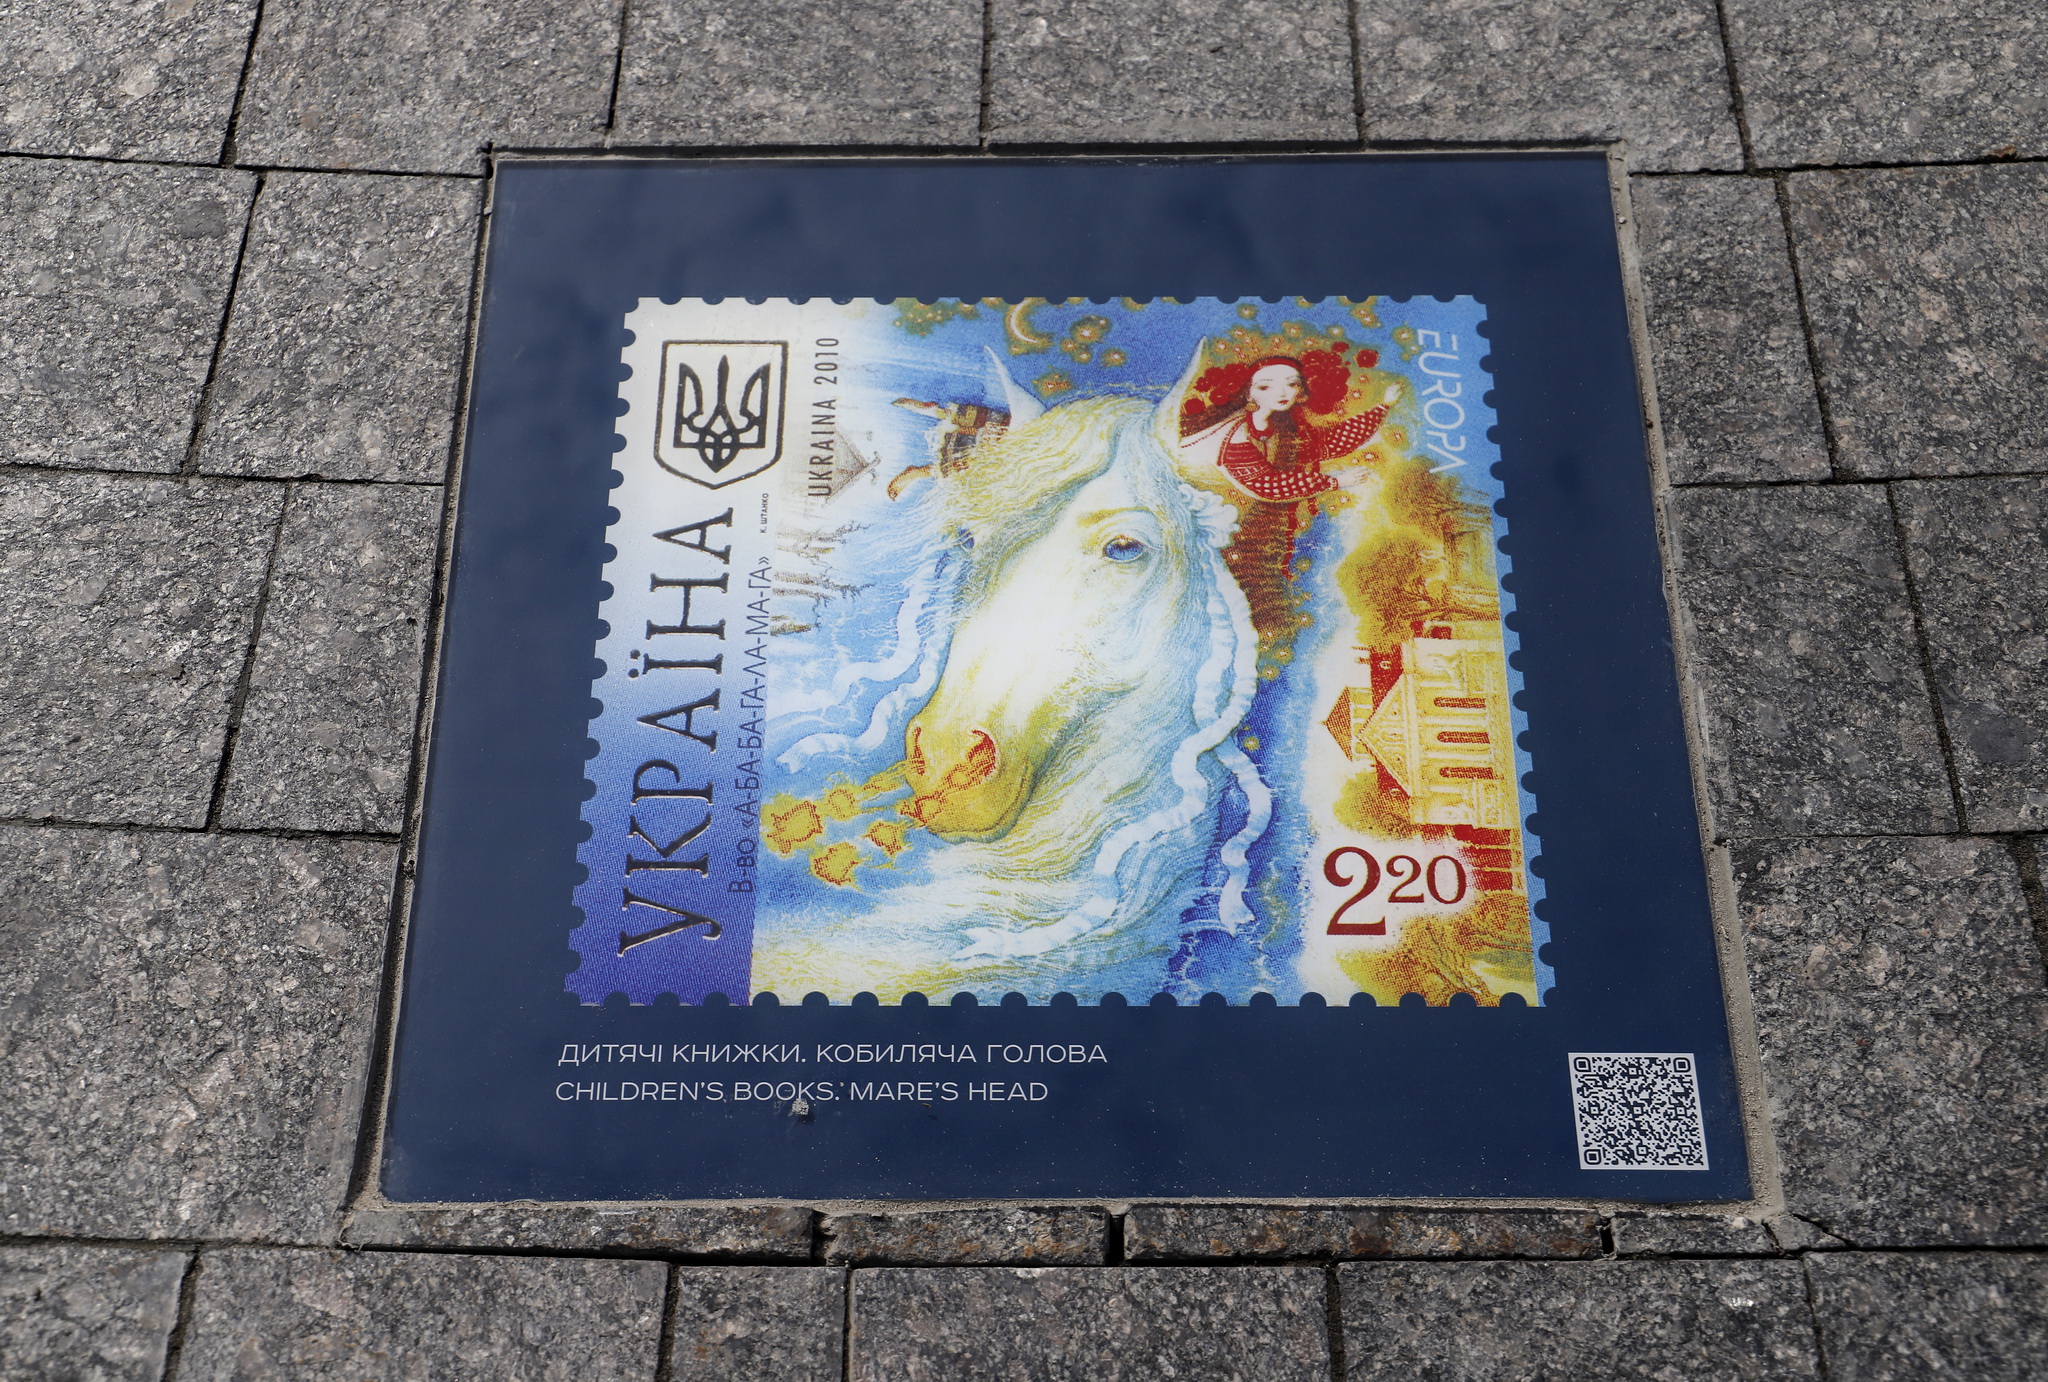 УКРАЇНА
В-ВО «А-БА-БА-ГА-ЛА-МА-ГА»
К. ШТАНКО
UKRAINA 2010
EUROPA
2 20
ДИТЯЧІ КНИЖКИ. КОБИЛЯЧА ГОЛОВА
CHILDREN'S BOOKS. MARE'S HEAD